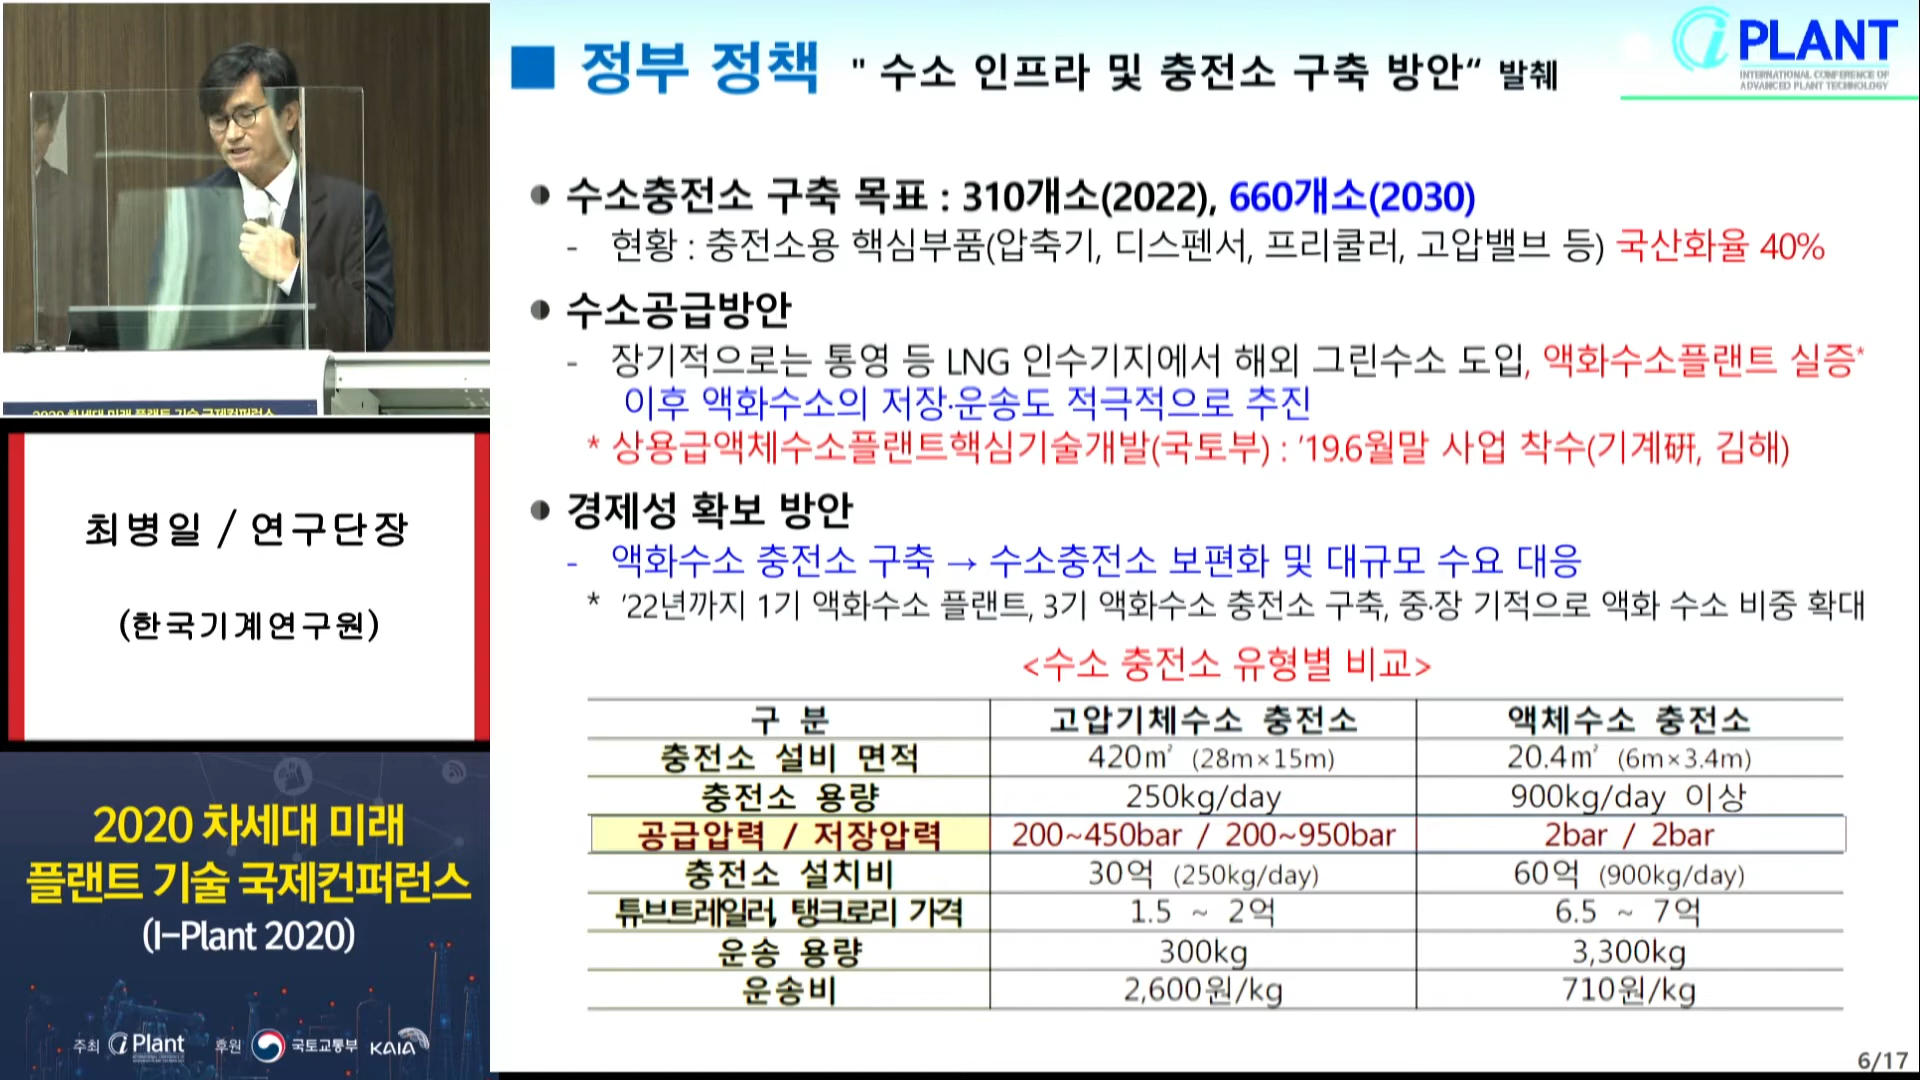 ■ 정부 정책 " 수소 인프라 및 충전소 구축 방안“ 발췌
i PLANT
INTERNATIONAL CONFERENCE OF
ADVANCED PLANT TECHNOLOGY
수소충전소 구축 목표 : 310개소(2022), 660개소(2030)
- 현황 : 충전소용 핵심부품(압축기, 디스펜서, 프리쿨러, 고압밸브 등) 국산화율 40%
수소공급방안
- 장기적으로는 통영 등 LNG 인수기지에서 해외 그린수소 도입, 액화수소플랜트 실증*
이후 액화수소의 저장·운송도 적극적으로 추진
* 상용급액체수소플랜트핵심기술개발(국토부) : ’19.6월말 사업 착수(기계硏, 김해)
경제성 확보 방안
- 액화수소 충전소 구축 → 수소충전소 보편화 및 대규모 수요 대응
* ’22년까지 1기 액화수소 플랜트, 3기 액화수소 충전소 구축, 중·장 기적으로 액화 수소 비중 확대
<수소 충전소 유형별 비교>
구 분 고압기체수소 충전소 액체수소 충전소
충전소 설비 면적 420㎡ (28m×15m) 20.4㎡ (6m×3.4m)
충전소 용량 250kg/day 900kg/day 이상
공급압력 / 저장압력 200~450bar / 200~950bar 2bar / 2bar
충전소 설치비 30억 (250kg/day) 60억 (900kg/day)
튜브트레일러, 탱크로리 가격 1.5 ~ 2억 6.5 ~ 7억
운송 용량 300kg 3,300kg
운송비 2,600원/kg 710원/kg
6/17
2020 차세대 미래 플랜트 기술 국제컨퍼런스
최병일 / 연구단장
(한국기계연구원)
2020 차세대 미래
플랜트 기술 국제컨퍼런스
(I-Plant 2020)
주최 i Plant 후원 국토교통부 KAIA